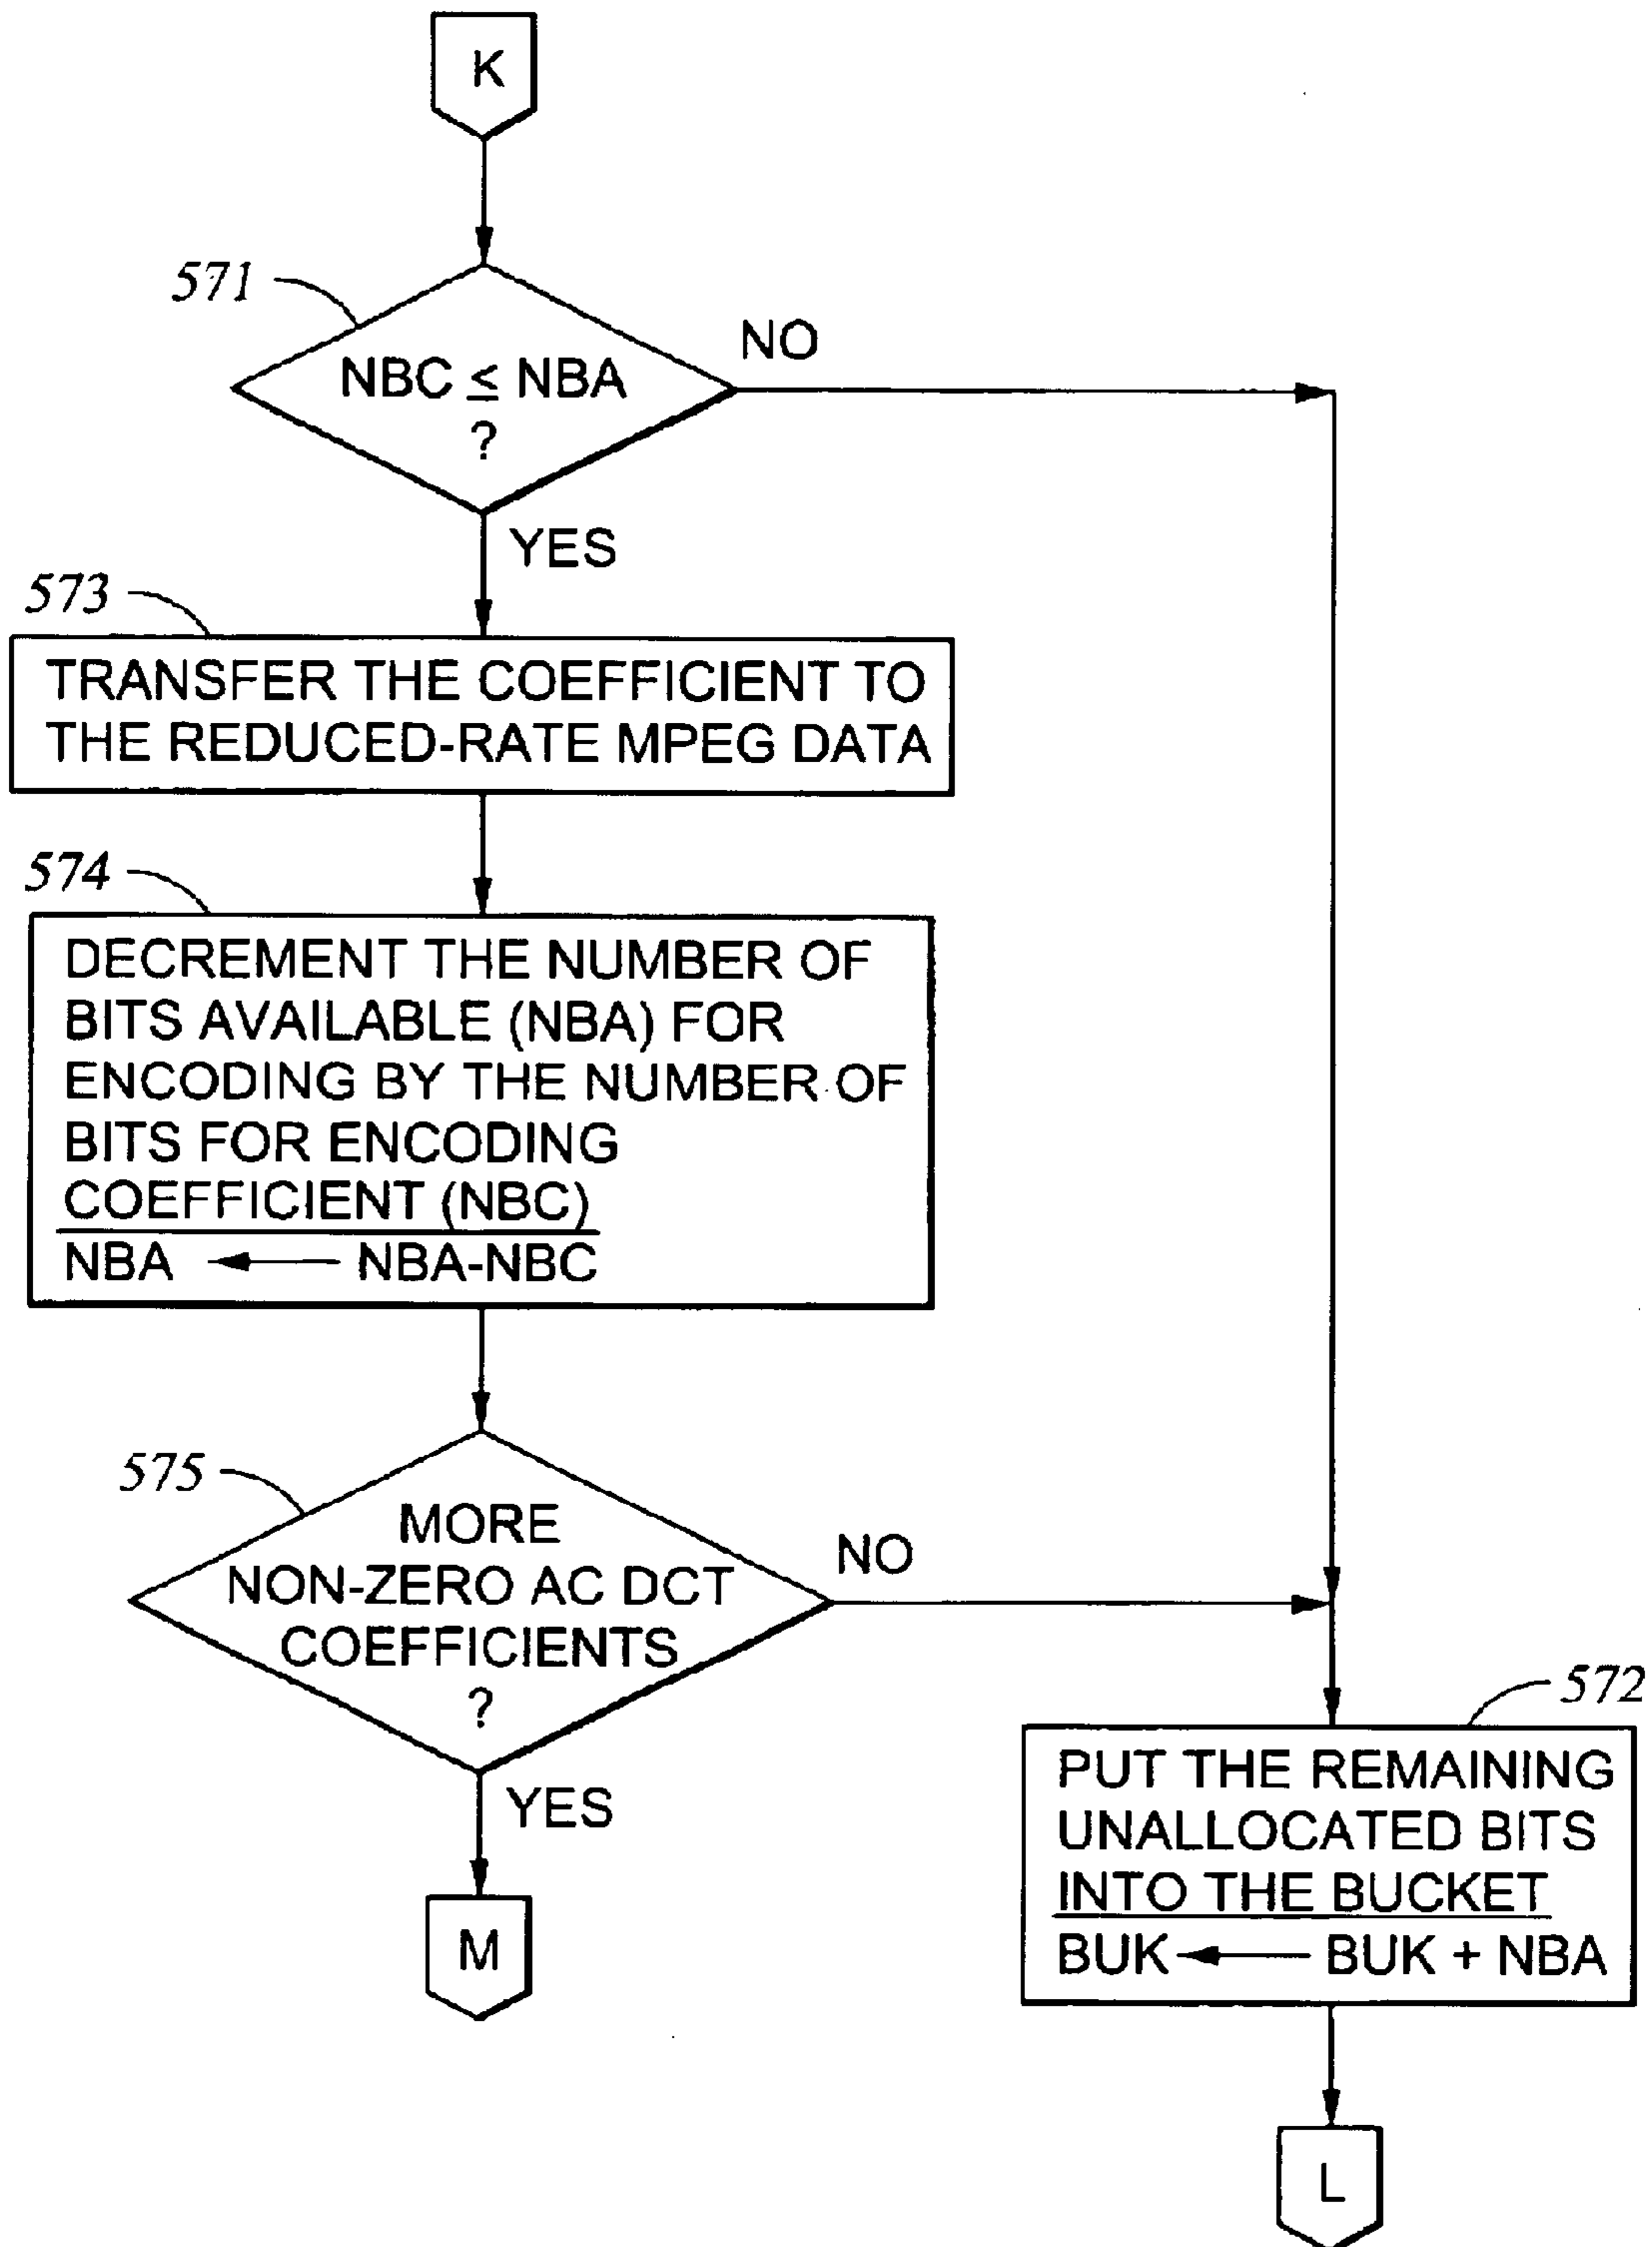 K
571
NBC ≤ NBA
?
NO
YES
573
TRANSFER THE COEFFICIENT TO
THE REDUCED-RATE MPEG DATA
574
DECREMENT THE NUMBER OF
BITS AVAILABLE (NBA) FOR
ENCODING BY THE NUMBER OF
BITS FOR ENCODING
COEFFICIENT (NBC)
NBA ← NBA-NBC
575
MORE
NON-ZERO AC DCT
COEFFICIENTS
?
NO
YES
M
572
PUT THE REMAINING
UNALLOCATED BITS
INTO THE BUCKET
BUK ← BUK + NBA
L